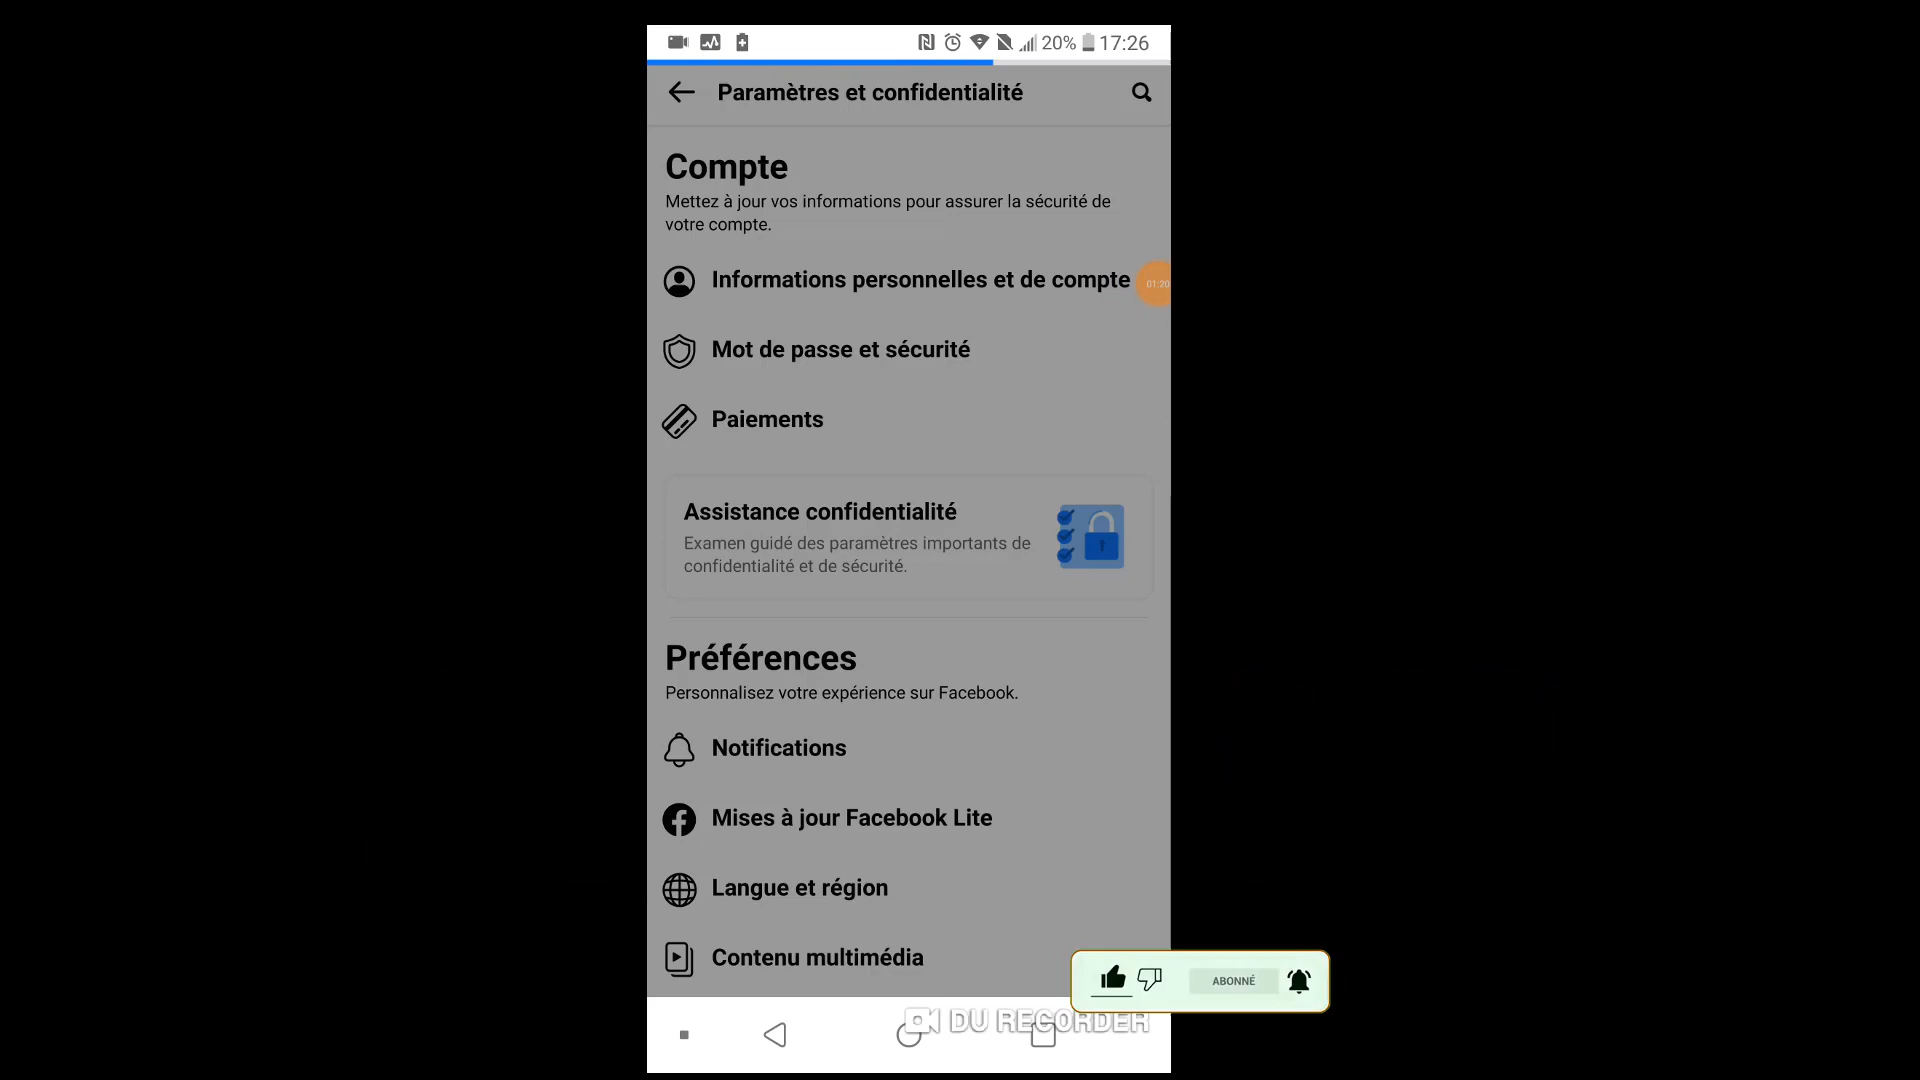 20% 17:26
Paramètres et confidentialité
Compte
Mettez à jour vos informations pour assurer la sécurité de
votre compte.
Informations personnelles et de compte
01:20
Mot de passe et sécurité
Paiements
Assistance confidentialité
Examen guidé des paramètres importants de
confidentialité et de sécurité.
Préférences
Personnalisez votre expérience sur Facebook.
Notifications
Mises à jour Facebook Lite
Langue et région
Contenu multimédia
ABONNÉ
DU RECORDER